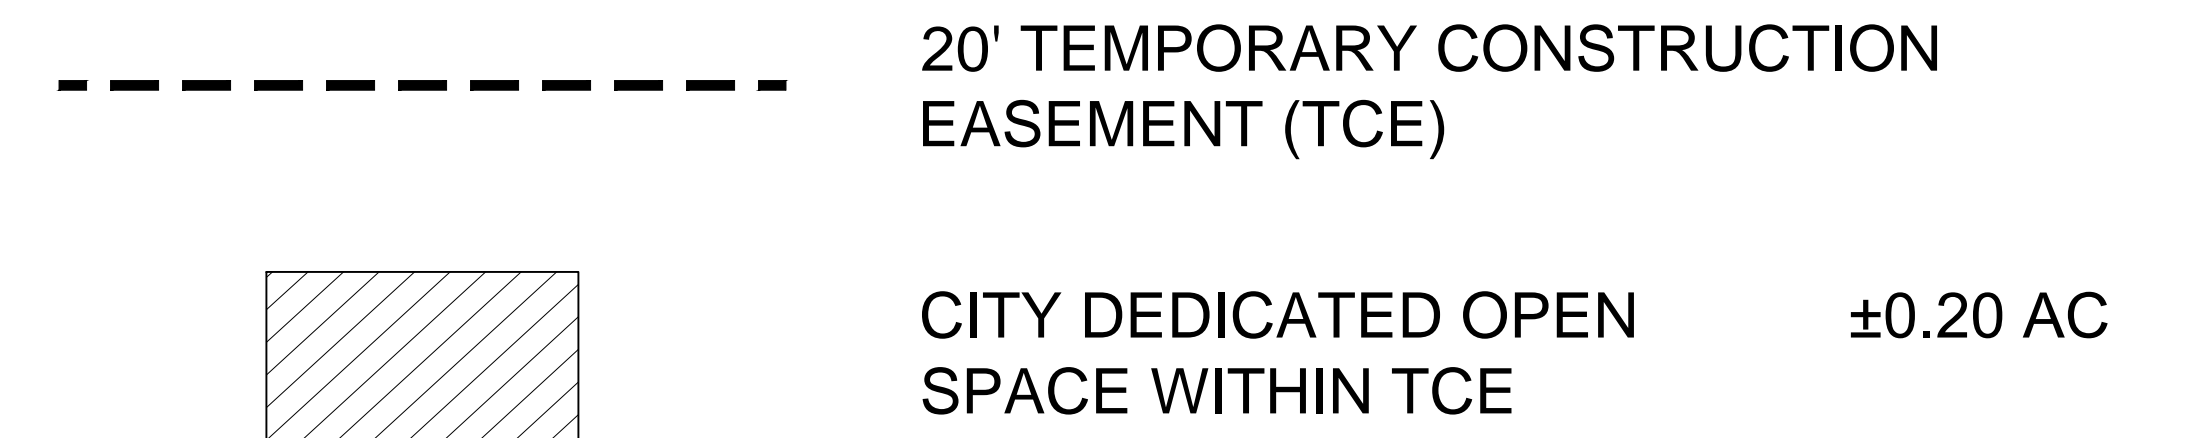 20' TEMPORARY CONSTRUCTION
EASEMENT (TCE)
CITY DEDICATED OPEN ±0.20 AC
SPACE WITHIN TCE